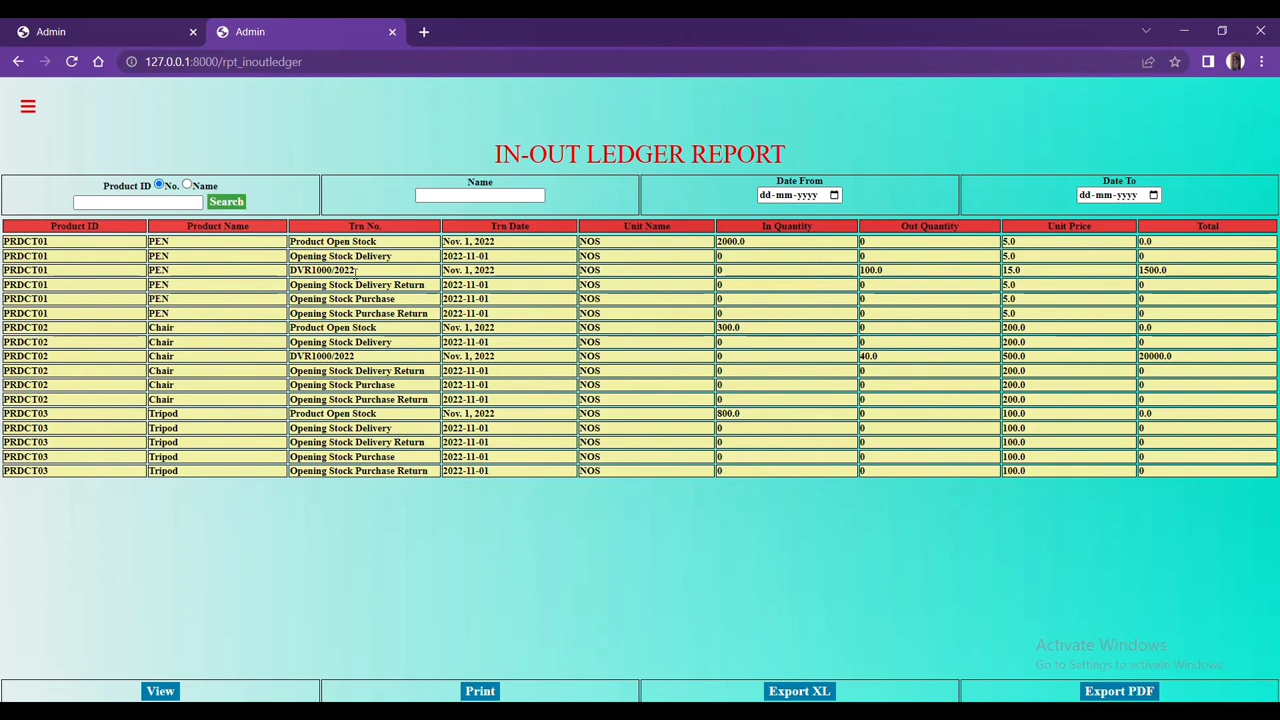 Admin
Admin
127.0.0.1:8000/rpt_inoutledger
IN-OUT LEDGER REPORT
Product ID No. Name
Search
Name
Date From
dd-mm-yyyy
Date To
dd-mm-yyyy
Product ID Product Name Trn No. Trn Date Unit Name In Quantity Out Quantity Unit Price Total
PRDCT01 PEN Product Open Stock Nov. 1, 2022 NOS 2000.0 0 5.0 0.0
PRDCT01 PEN Opening Stock Delivery 2022-11-01 NOS 0 0 5.0
PRDCT01 PEN DVR1000/2022 Nov. 1, 2022 NOS 0 100.0 15.0 1500.0
PRDCT01 PEN Opening Stock Delivery Return 2022-11-01 NOS 0 0 5.0
PRDCT01 PEN Opening Stock Purchase 2022-11-01 NOS 0 0 5.0
PRDCT01 PEN Opening Stock Purchase Return 2022-11-01 NOS 0 0 5.0
PRDCT02 Chair Product Open Stock Nov. 1, 2022 NOS 300.0 0 200.0 0.0
PRDCT02 Chair Opening Stock Delivery 2022-11-01 NOS 0 0 200.0
PRDCT02 Chair DVR1000/2022 Nov. 1, 2022 NOS 0 40.0 500.0 20000.0
PRDCT02 Chair Opening Stock Delivery Return 2022-11-01 NOS 0 0 200.0
PRDCT02 Chair Opening Stock Purchase 2022-11-01 NOS 0 0 200.0
PRDCT02 Chair Opening Stock Purchase Return 2022-11-01 NOS 0 0 200.0
PRDCT03 Tripod Product Open Stock Nov. 1, 2022 NOS 800.0 0 100.0 0.0
PRDCT03 Tripod Opening Stock Delivery 2022-11-01 NOS 0 0 100.0
PRDCT03 Tripod Opening Stock Delivery Return 2022-11-01 NOS 0 0 100.0
PRDCT03 Tripod Opening Stock Purchase 2022-11-01 NOS 0 0 100.0
PRDCT03 Tripod Opening Stock Purchase Return 2022-11-01 NOS 0 0 100.0
Activate Windows
Go to Settings to activate Windows.
View Print Export XL Export PDF